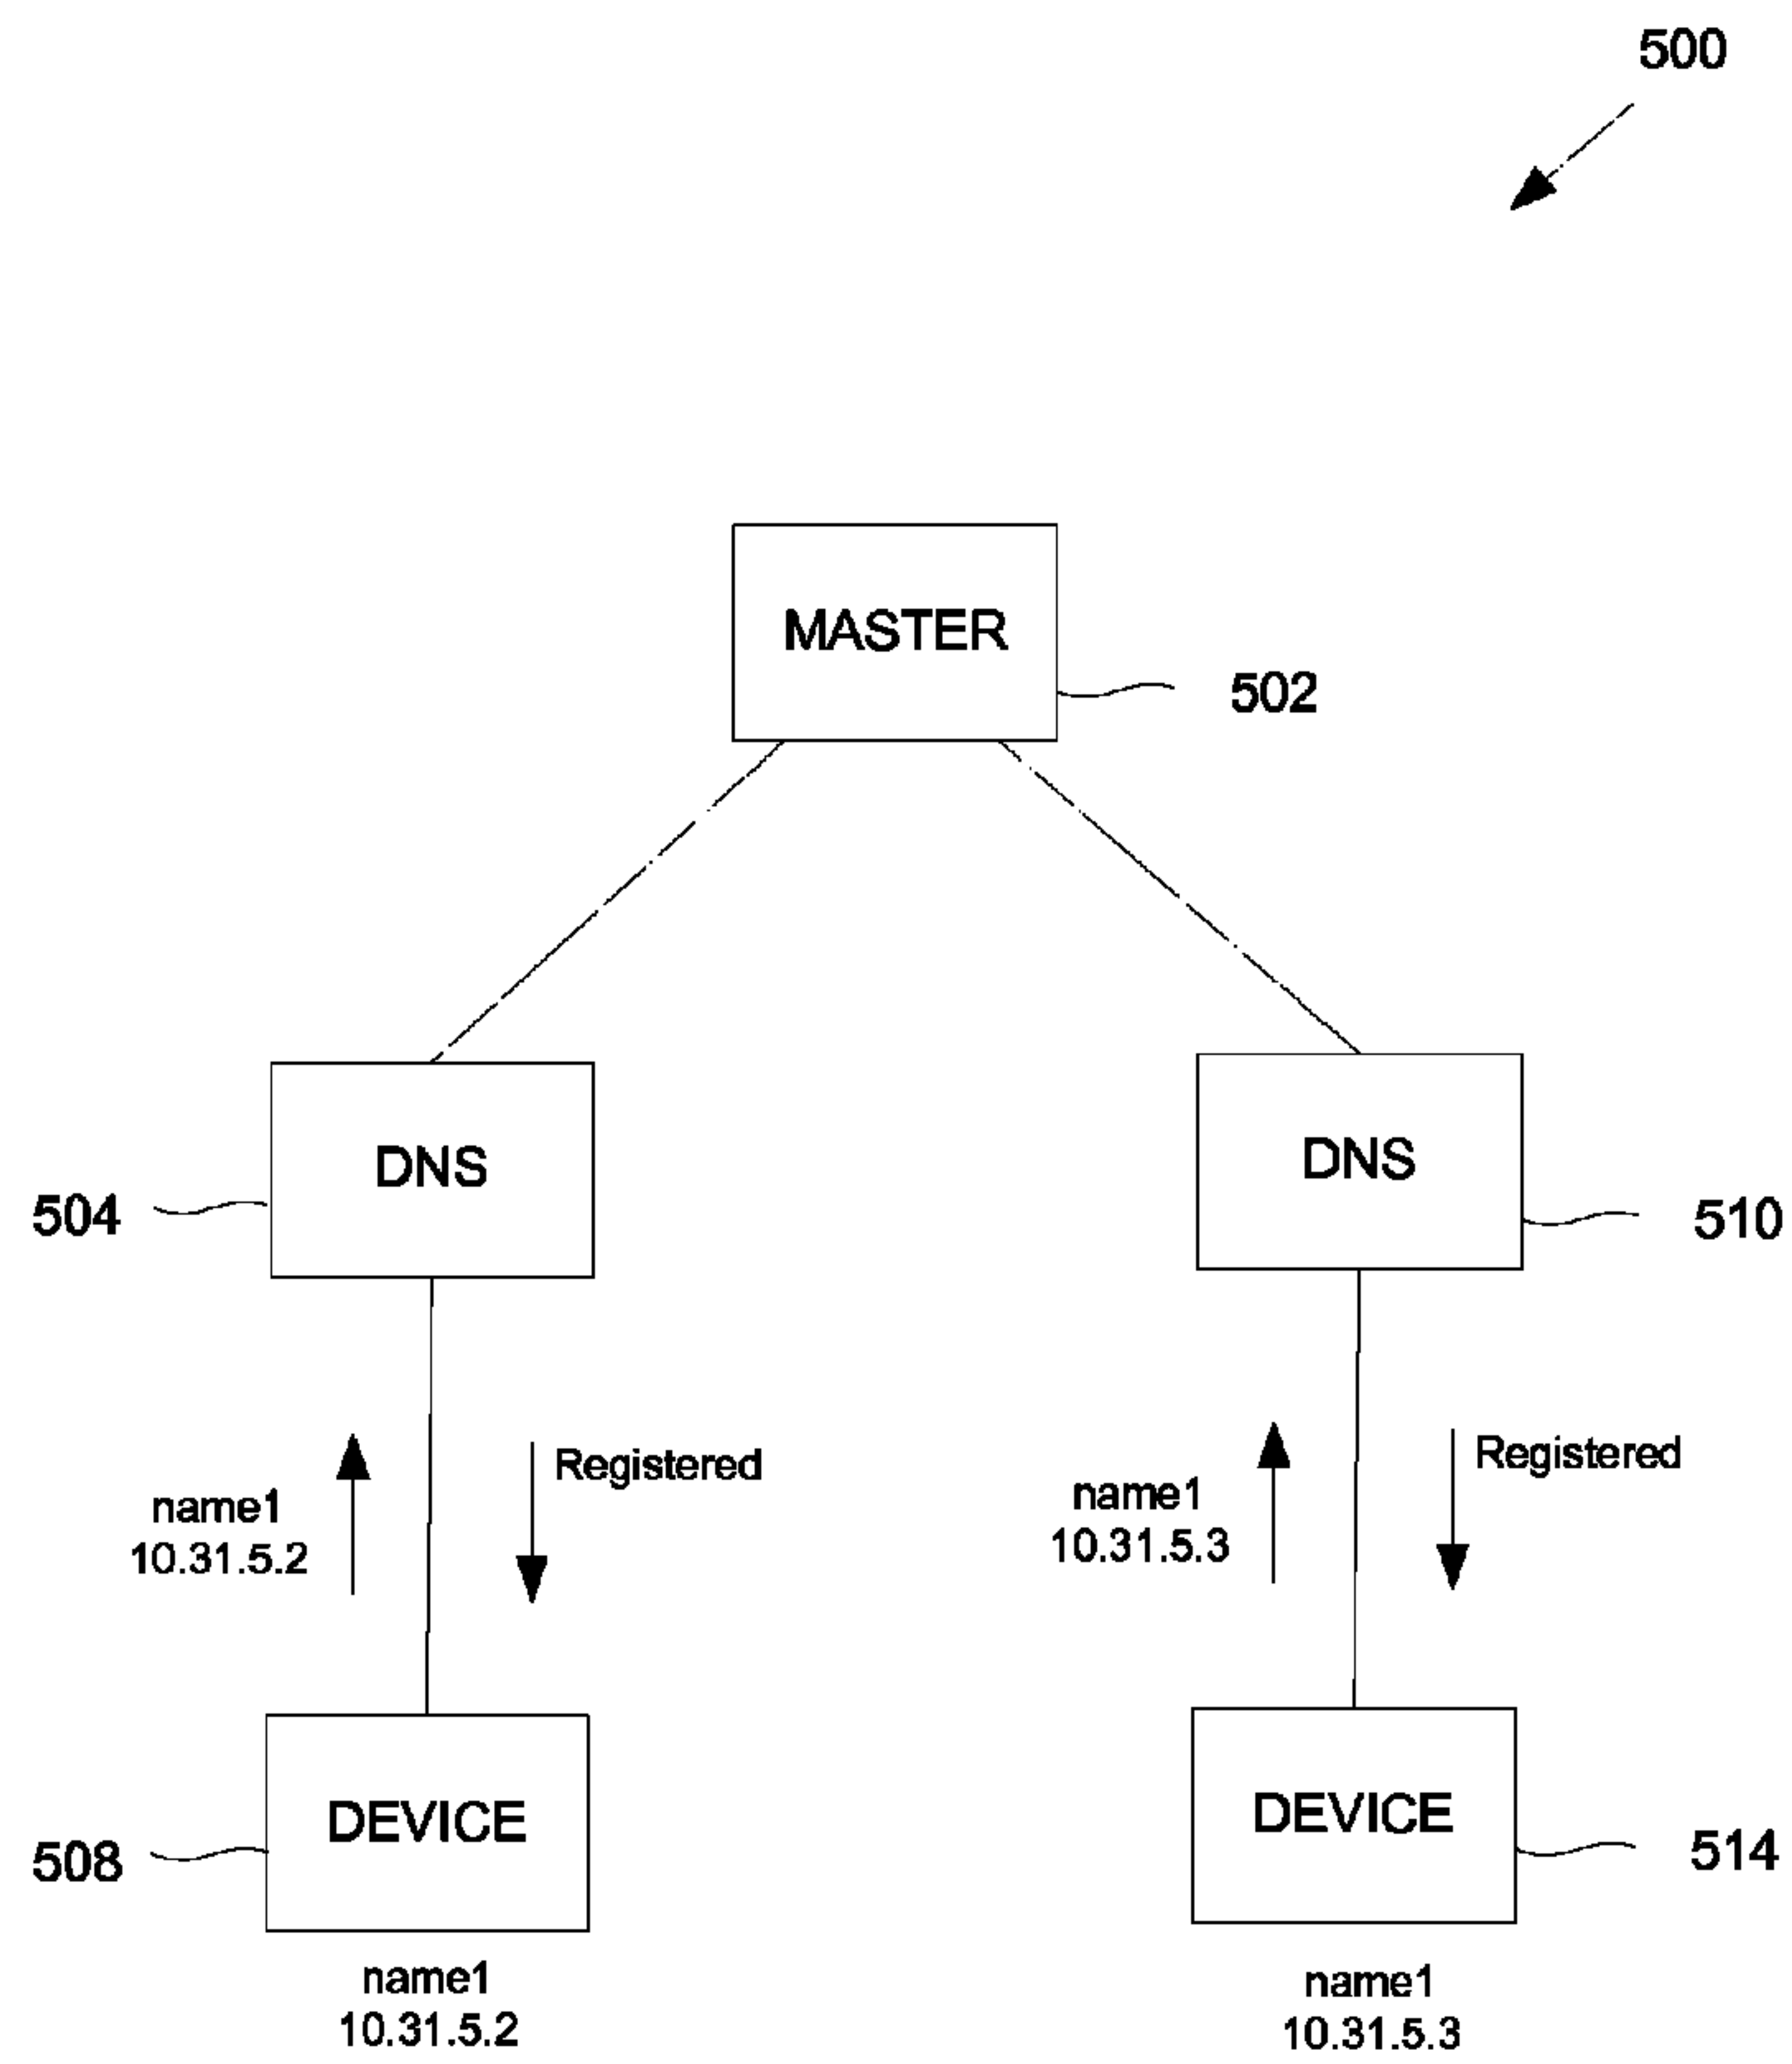 500
MASTER
502
DNS
504
DNS
510
name1
10.31.5.2
Registered
name1
10.31.5.3
Registered
DEVICE
508
DEVICE
514
name1
10.31.5.2
name1
10.31.5.3